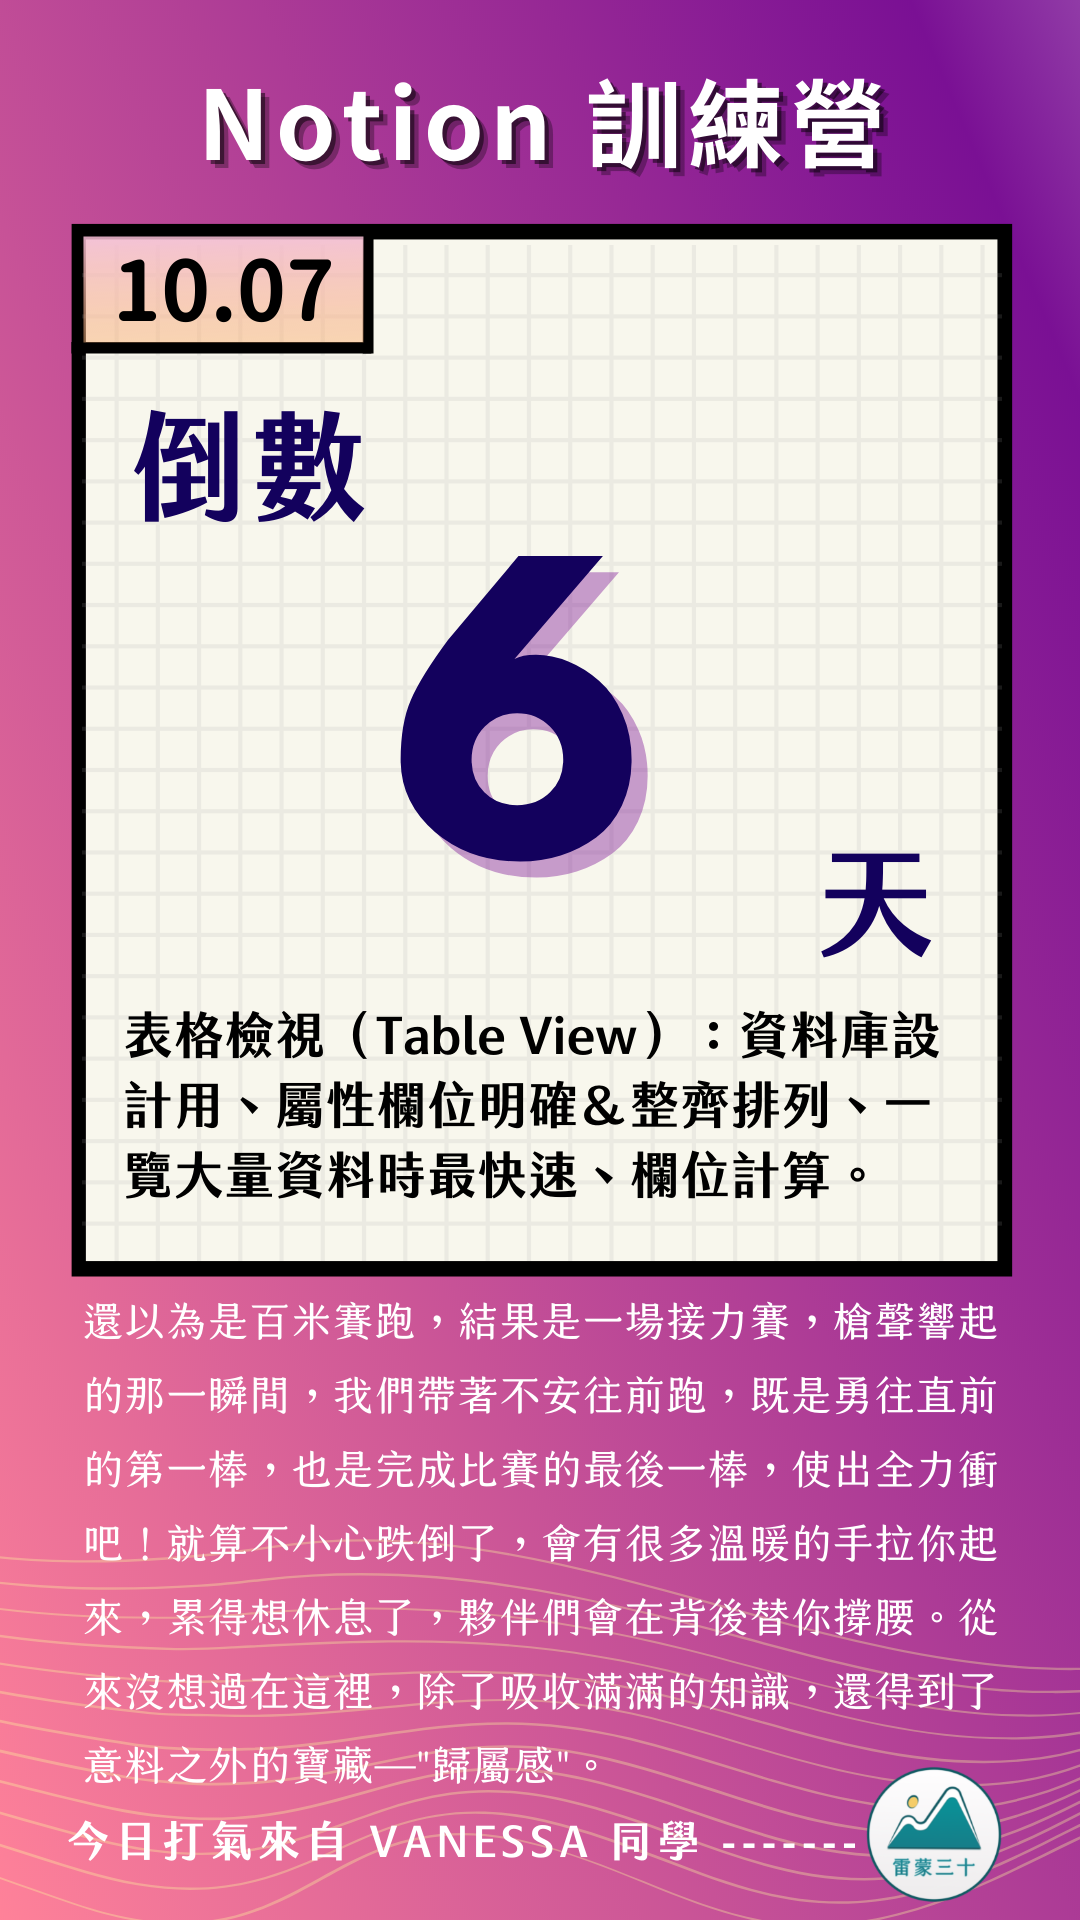 Notion 訓練營
10.07
倒數
6
天
表格檢視（Table View）：資料庫設
計用、屬性欄位明確＆整齊排列、一
覽大量資料時最快速、欄位計算。
還以為是百米賽跑，結果是一場接力賽，槍聲響起
的那一瞬間，我們帶著不安往前跑，既是勇往直前
的第一棒，也是完成比賽的最後一棒，使出全力衝
吧！就算不小心跌倒了，會有很多溫暖的手拉你起
來，累得想休息了，夥伴們會在背後替你撐腰。從
來沒想過在這裡，除了吸收滿滿的知識，還得到了
意料之外的寶藏—"歸屬感"。
今日打氣來自 VANESSA 同學 -------
雷蒙三十